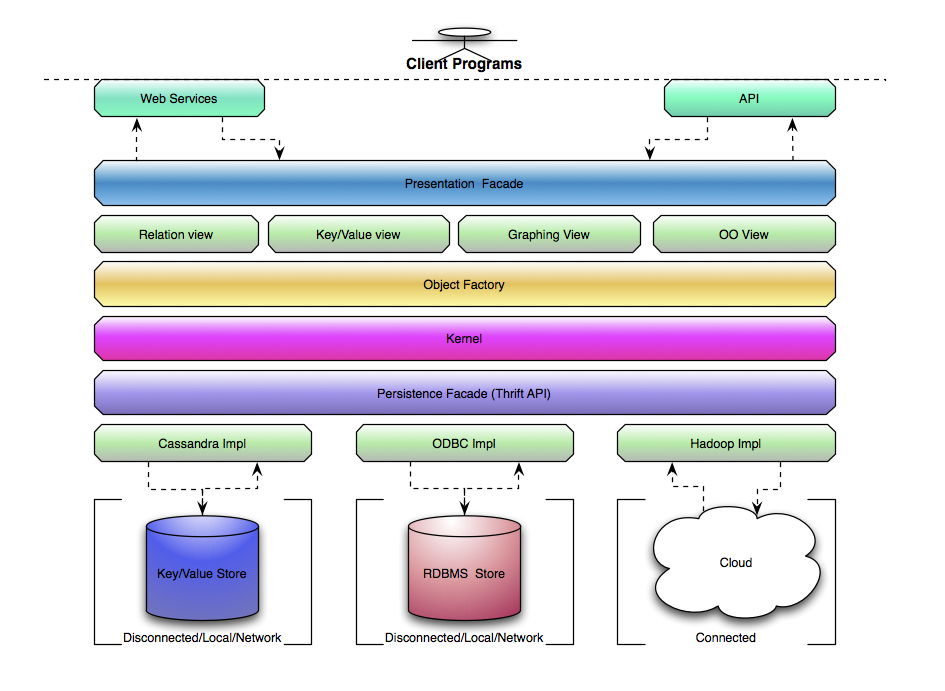 Client Programs
Web Services
API
Presentation  Facade
Relation view
Key/Value view
Graphing View
OO View
Object Factory
Kernel
Persistence Facade (Thrift API)
Cassandra Impl
ODBC Impl
Hadoop Impl
Key/Value Store
RDBMS  Store
Cloud
Disconnected/Local/Network
Disconnected/Local/Network
Connected